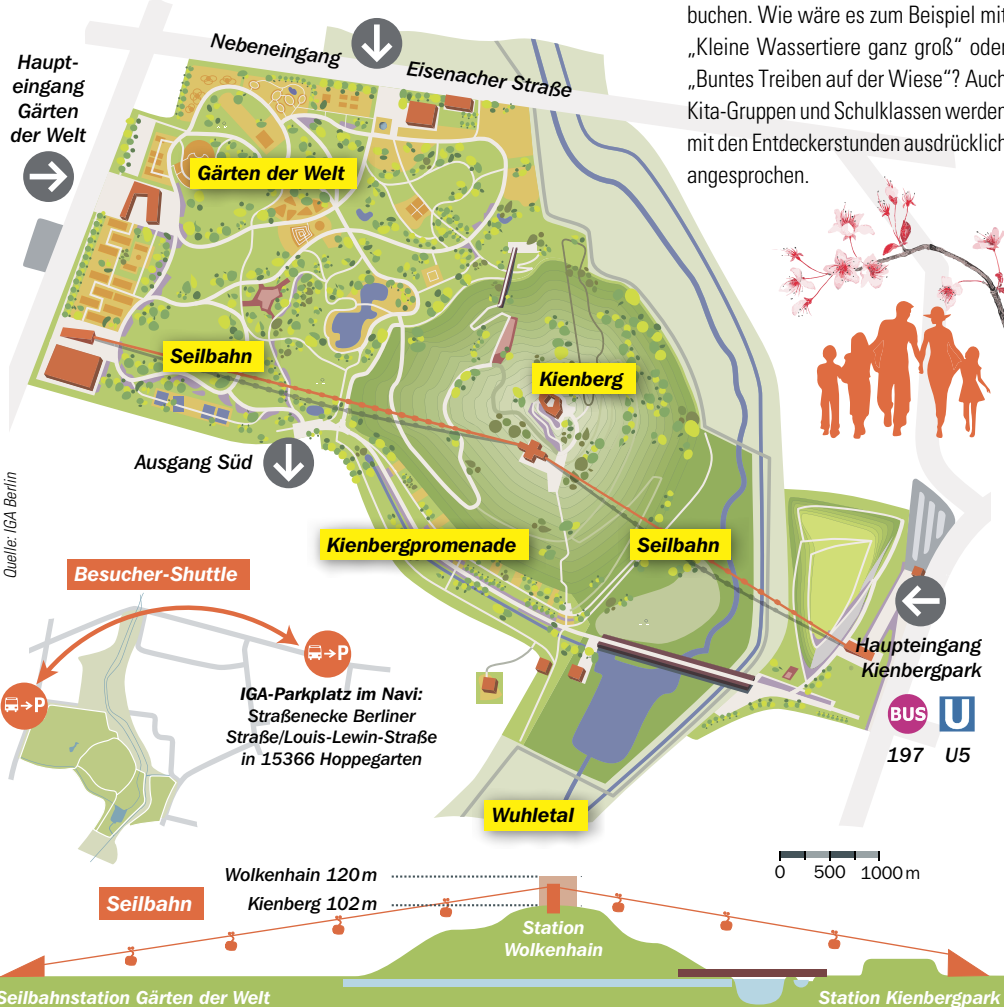 buchen. Wie wäre es zum Beispiel mit
„Kleine Wassertiere ganz groß“ oder
„Buntes Treiben auf der Wiese“? Auch
Kita-Gruppen und Schulklassen werden
mit den Entdeckerstunden ausdrücklich
angesprochen.
Haupt-
eingang
Gärten
der Welt
Nebeneingang
Eisenacher Straße
Gärten der Welt
Seilbahn
Kienberg
Ausgang Süd
Quelle: IGA Berlin
Kienbergpromenade
Seilbahn
Besucher-Shuttle
→P
→P
IGA-Parkplatz im Navi:
Straßenecke Berliner
Straße/Louis-Lewin-Straße
in 15366 Hoppegarten
Haupteingang
Kienbergpark
BUS U
197 U5
Wuhletal
0 500 1000 m
Wolkenhain 120 m
Kienberg 102 m
Seilbahn
Station
Wolkenhain
Seilbahnstation Gärten der Welt
Station Kienbergpark